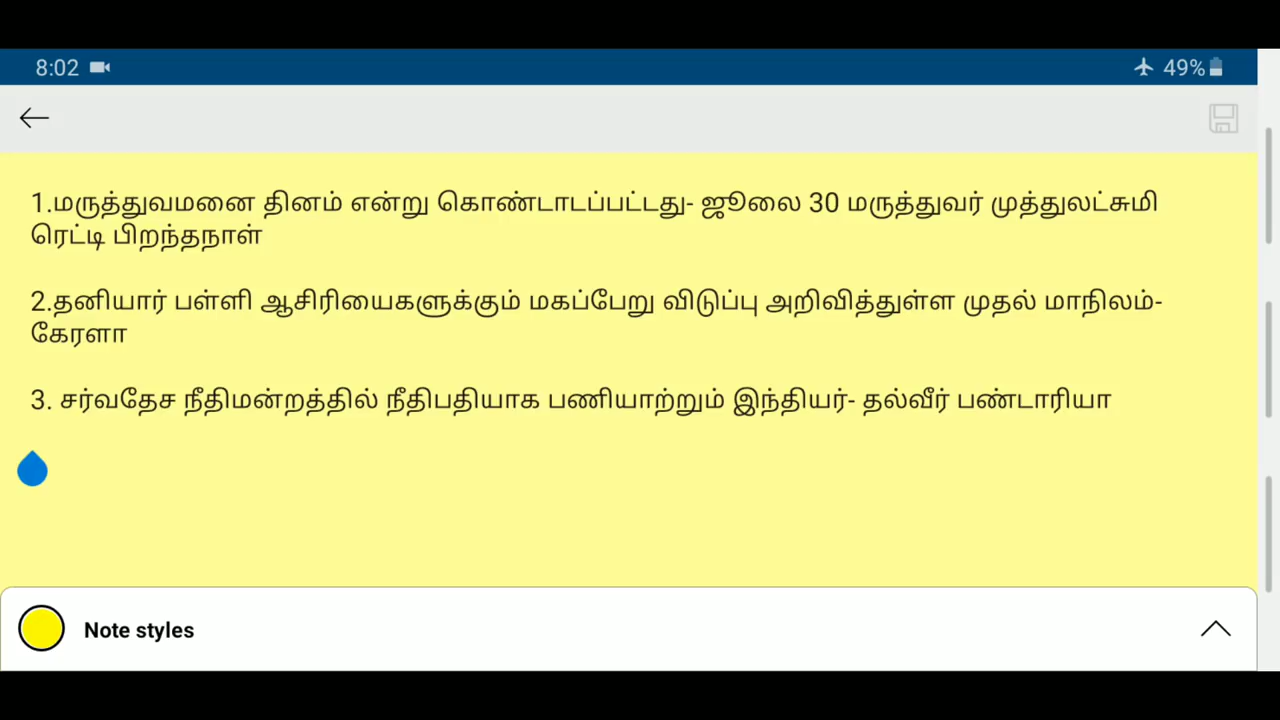 8:02
49%
1.மருத்துவமனை தினம் என்று கொண்டாடப்பட்டது- ஜூலை 30 மருத்துவர் முத்துலட்சுமி
ரெட்டி பிறந்தநாள்
2.தனியார் பள்ளி ஆசிரியைகளுக்கும் மகப்பேறு விடுப்பு அறிவித்துள்ள முதல் மாநிலம்-
கேரளா
3. சர்வதேச நீதிமன்றத்தில் நீதிபதியாக பணியாற்றும் இந்தியர்- தல்வீர் பண்டாரியா
Note styles